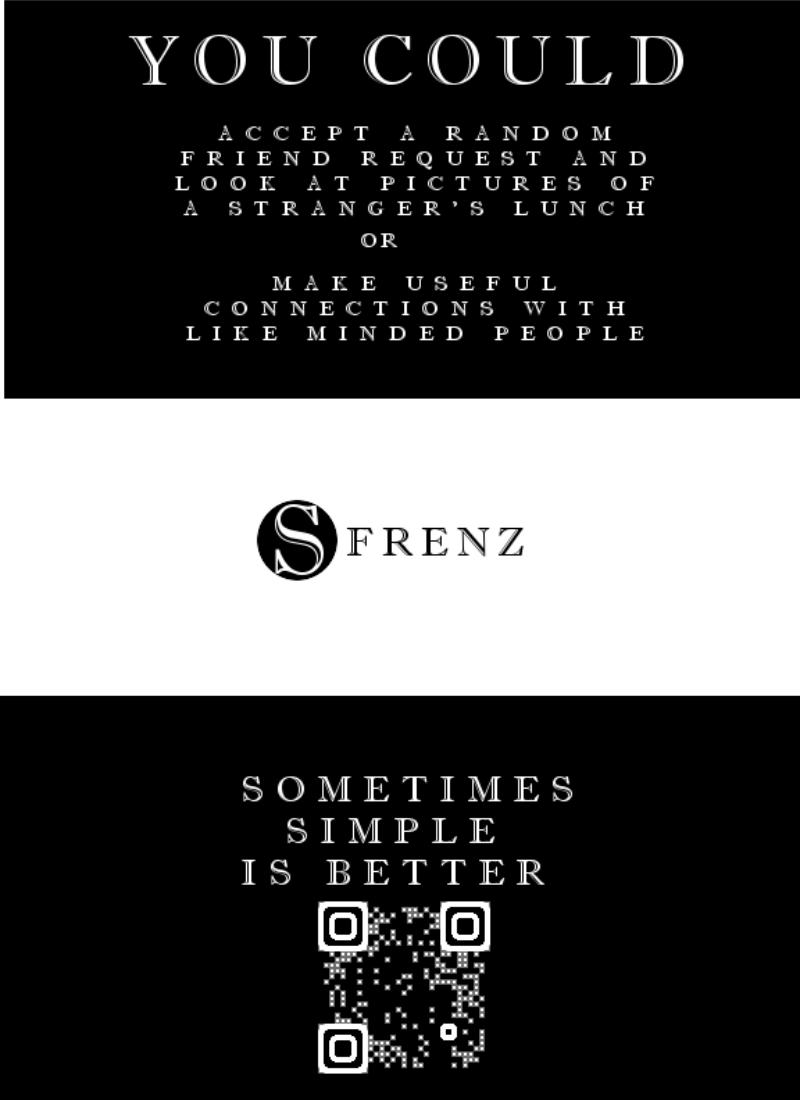 YOU COULD
ACCEPT A RANDOM
FRIEND REQUEST AND
LOOK AT PICTURES OF
A STRANGER'S LUNCH
OR
MAKE USEFUL
CONNECTIONS WITH
LIKE MINDED PEOPLE
S FRENZ
SOMETIMES
SIMPLE
IS BETTER